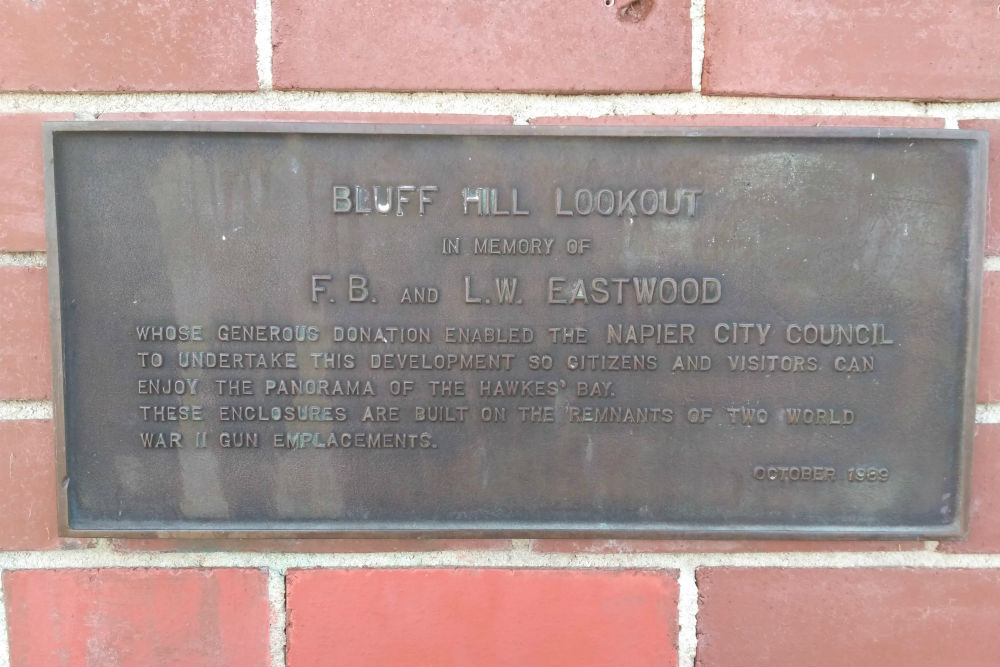 BLUFF HILL LOOKOUT
IN MEMORY OF
F. B. AND L.W. EASTWOOD
WHOSE GENEROUS DONATION ENABLED THE NAPIER CITY COUNCIL
TO UNDERTAKE THIS DEVELOPMENT SO CITIZENS AND VISITORS CAN
ENJOY THE PANORAMA OF THE HAWKES' BAY.
THESE ENCLOSURES ARE BUILT ON THE REMNANTS OF TWO WORLD
WAR II GUN EMPLACEMENTS.
OCTOBER 1989